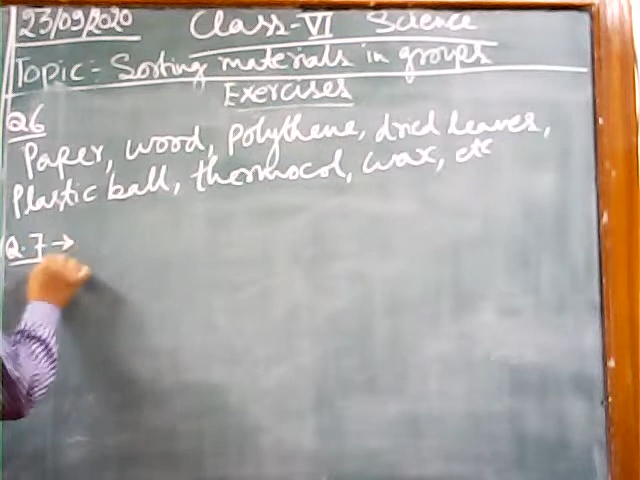 23/09/2020 Class-VI Science
Topic:- Sorting materials in groups
Exercises
Q6
Paper, wood, Polythene, dried leaves,
Plastic ball, thermocol, wax, etc
Q.7→